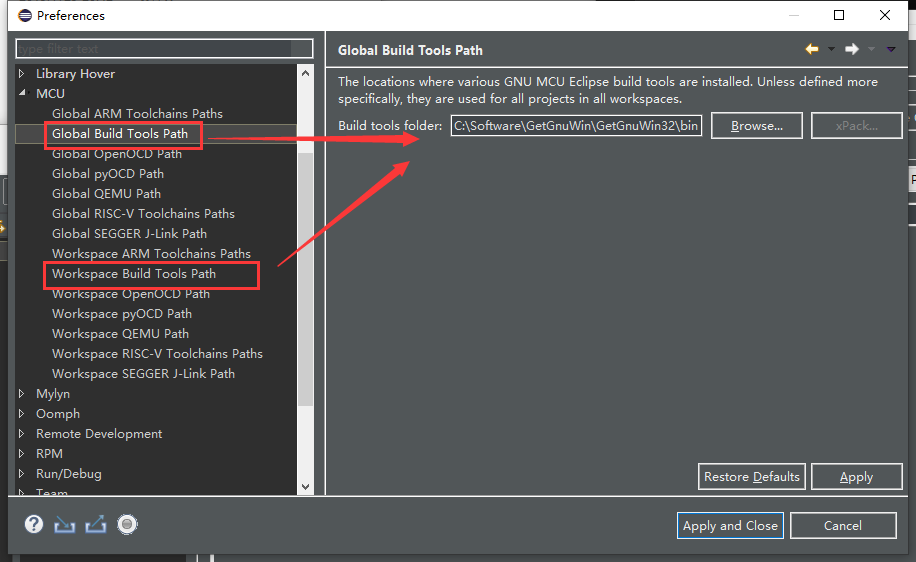 Preferences
type filter text
Library Hover
MCU
Global ARM Toolchains Paths
Global Build Tools Path
Global OpenOCD Path
Global pyOCD Path
Global QEMU Path
Global RISC-V Toolchains Paths
Global SEGGER J-Link Path
Workspace ARM Toolchains Paths
Workspace Build Tools Path
Workspace OpenOCD Path
Workspace pyOCD Path
Workspace QEMU Path
Workspace RISC-V Toolchains Paths
Workspace SEGGER J-Link Path
Mylyn
Oomph
Remote Development
RPM
Run/Debug
Team
Global Build Tools Path
The locations where various GNU MCU Eclipse build tools are installed. Unless defined more
specifically, they are used for all projects in all workspaces.
Build tools folder: C:\Software\GetGnuWin\GetGnuWin32\bin Browse... xPack...
Restore Defaults Apply
Apply and Close Cancel